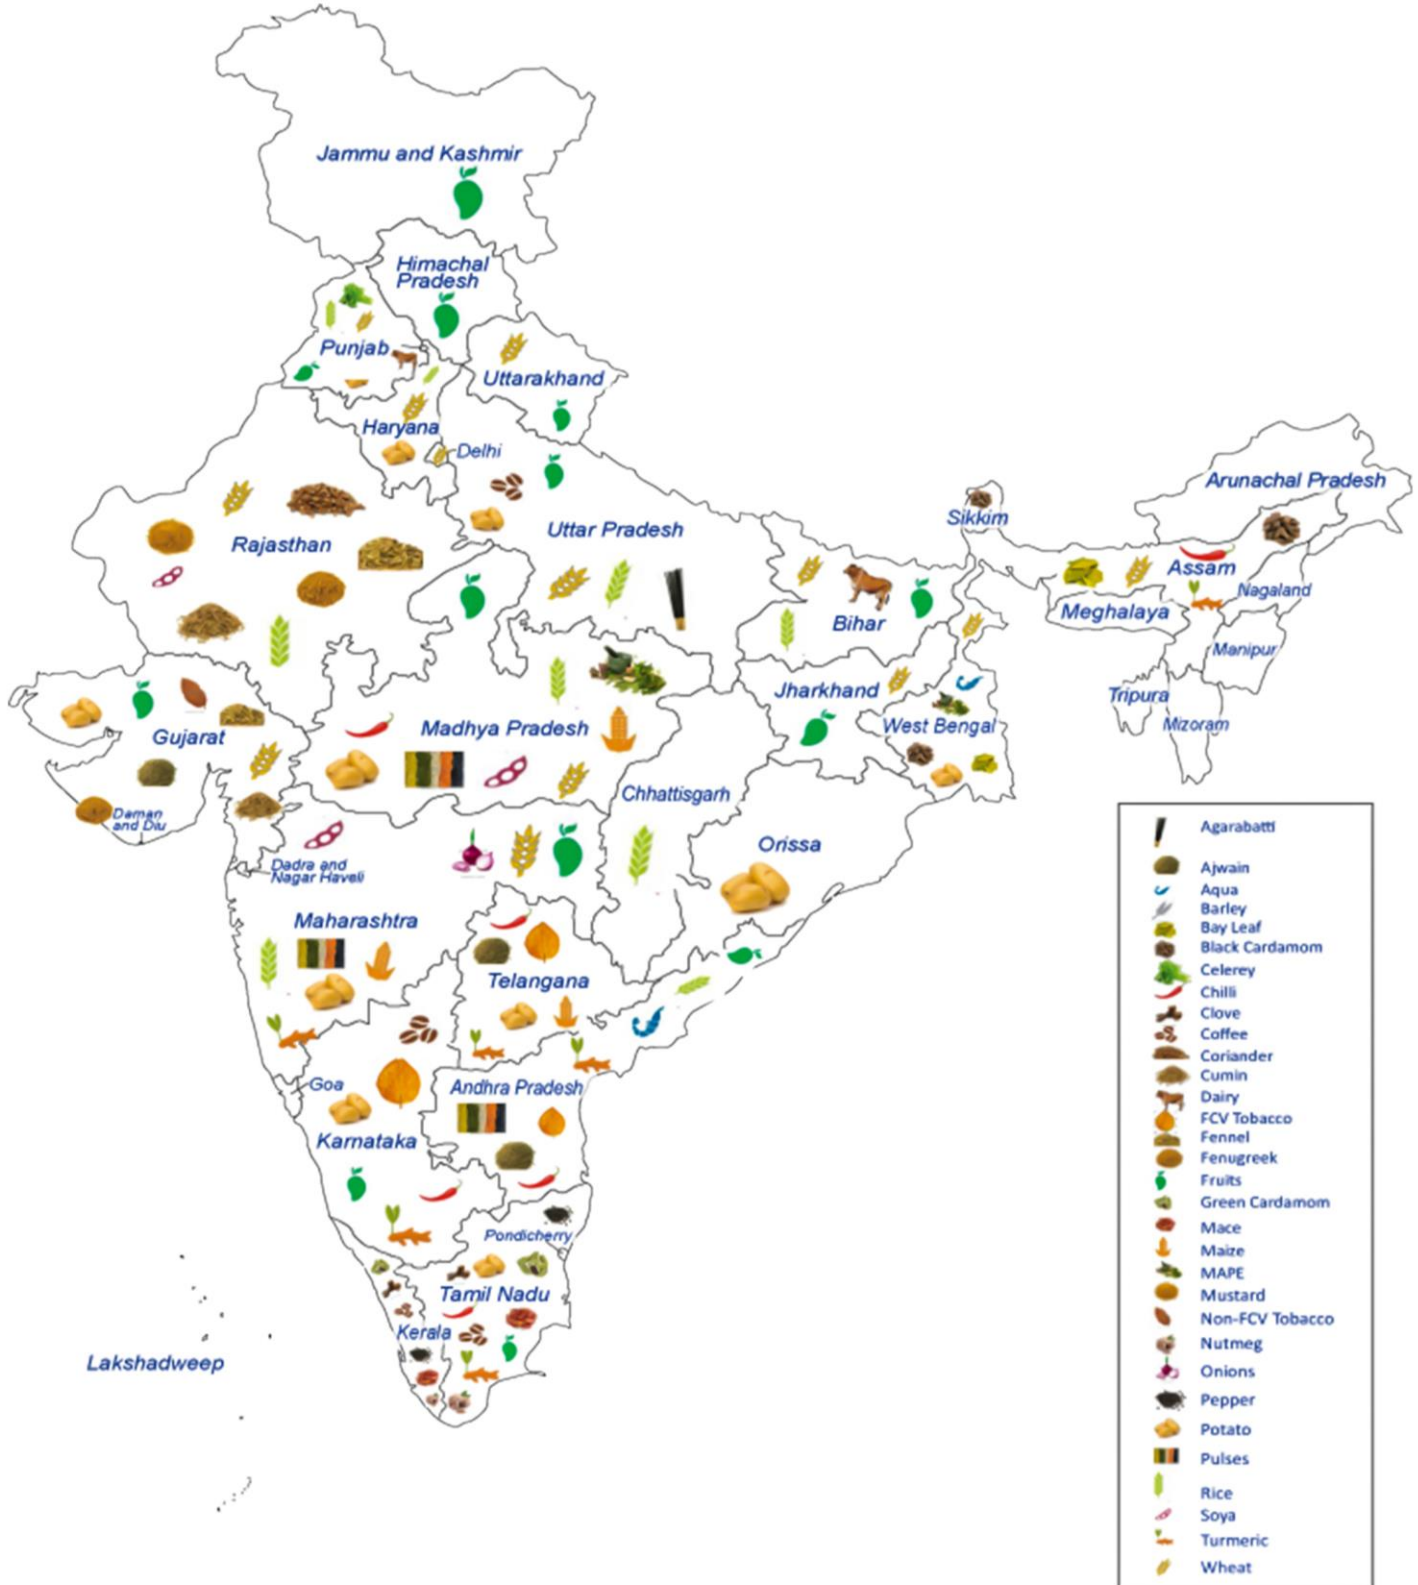 Jammu and Kashmir
Himachal
Pradesh
Punjab
Uttarakhand
Haryana
Delhi
Arunachal Pradesh
Sikkim
Uttar Pradesh
Rajasthan
Assam
Nagaland
Meghalaya
Bihar
Manipur
Jharkhand
Tripura
West Bengal
Mizoram
Madhya Pradesh
Gujarat
Chhattisgarh
Daman
and Diu
Orissa
Dadra and
Nagar Haveli
Maharashtra
Telangana
Goa
Andhra Pradesh
Karnataka
Pondicherry
Tamil Nadu
Kerala
Lakshadweep
Agarabatti
Ajwain
Aqua
Barley
Bay Leaf
Black Cardamom
Celerey
Chilli
Clove
Coffee
Coriander
Cumin
Dairy
FCV Tobacco
Fennel
Fenugreek
Fruits
Green Cardamom
Mace
Maize
MAPE
Mustard
Non-FCV Tobacco
Nutmeg
Onions
Pepper
Potato
Pulses
Rice
Soya
Turmeric
Wheat